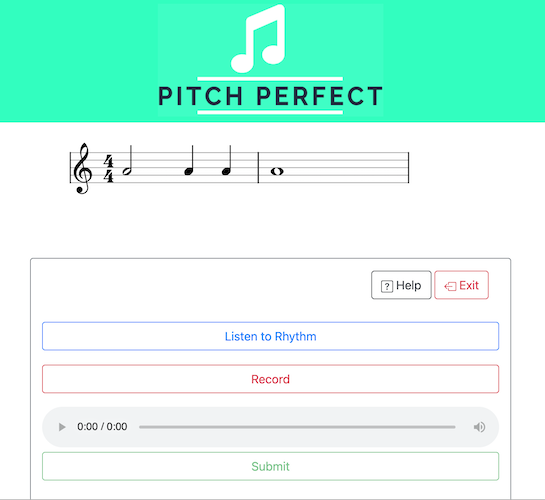 PITCH PERFECT
4
4
? Help
Exit
Listen to Rhythm
Record
0:00 / 0:00
Submit